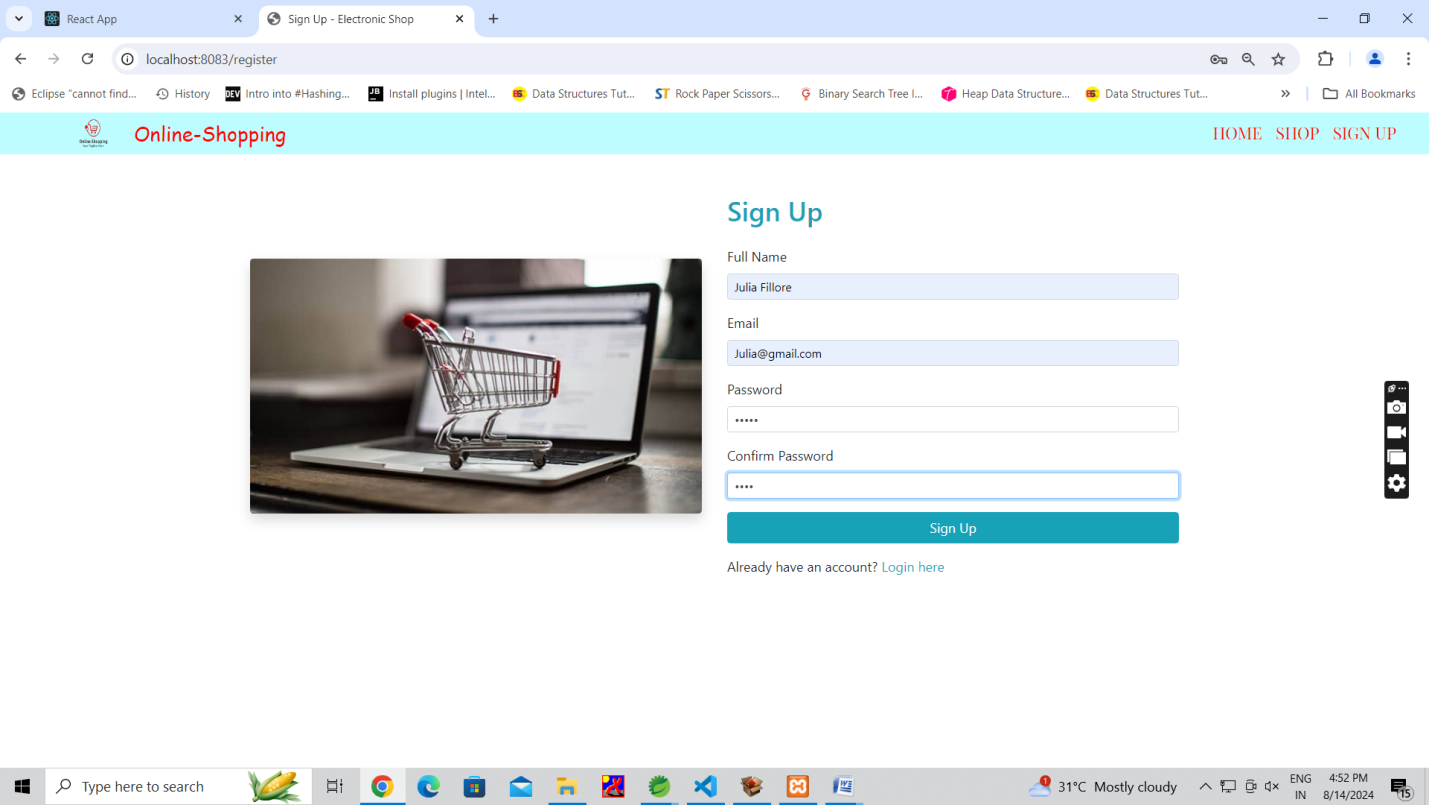 React App
Sign Up - Electronic Shop
localhost:8083/register
Eclipse "cannot find...
History
DEV
Intro into #Hashing...
JB
Install plugins | Intel...
Data Structures Tut...
ST
Rock Paper Scissors...
Binary Search Tree I...
Heap Data Structure...
Data Structures Tut...
All Bookmarks
Online-Shopping
HOME SHOP SIGN UP
Sign Up
Full Name
Julia Fillore
Email
Julia@gmail.com
Password
•••••
Confirm Password
••••
Sign Up
Already have an account? Login here
Type here to search
1
31°C Mostly cloudy
ENG
IN
4:52 PM
8/14/2024
15